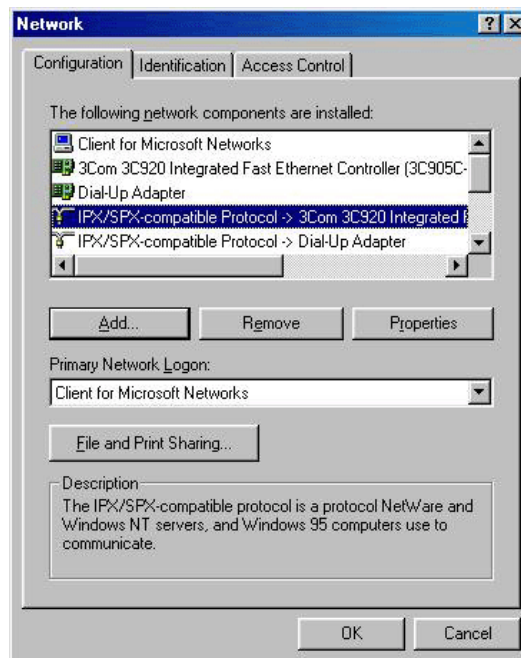 Network
Configuration Identification Access Control
The following network components are installed:
Client for Microsoft Networks
3Com 3C920 Integrated Fast Ethernet Controller (3C905C-
Dial-Up Adapter
IPX/SPX-compatible Protocol -> 3Com 3C920 Integrated F
IPX/SPX-compatible Protocol -> Dial-Up Adapter
Add... Remove Properties
Primary Network Logon:
Client for Microsoft Networks
File and Print Sharing...
Description
The IPX/SPX-compatible protocol is a protocol NetWare and
Windows NT servers, and Windows 95 computers use to
communicate.
OK Cancel